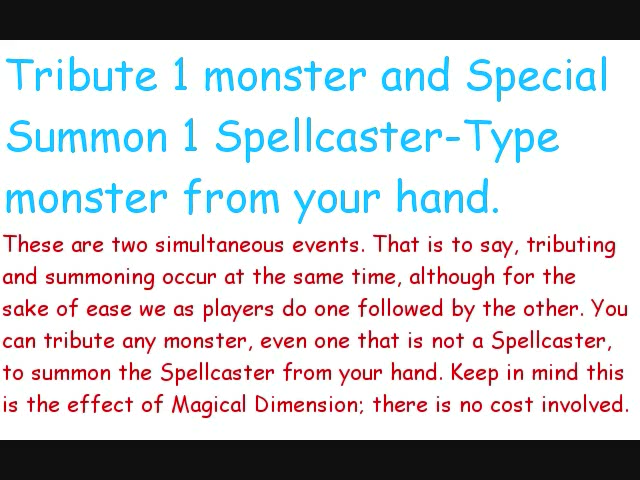 Tribute 1 monster and Special
Summon 1 Spellcaster-Type
monster from your hand.
These are two simultaneous events. That is to say, tributing
and summoning occur at the same time, although for the
sake of ease we as players do one followed by the other. You
can tribute any monster, even one that is not a Spellcaster,
to summon the Spellcaster from your hand. Keep in mind this
is the effect of Magical Dimension; there is no cost involved.